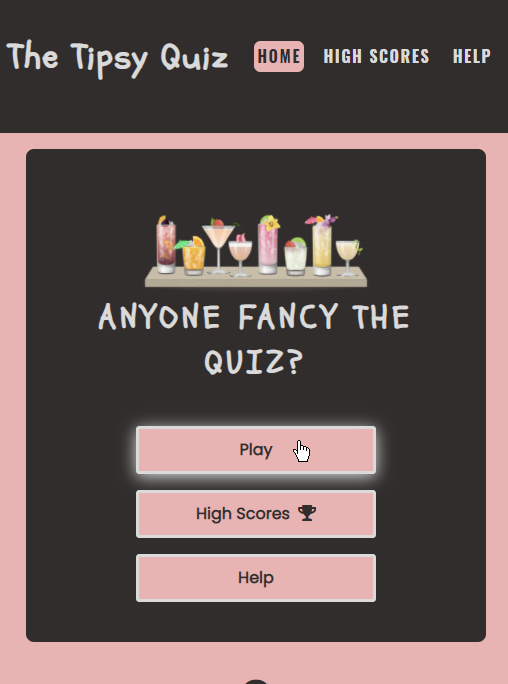 The Tipsy Quiz HOME HIGH SCORES HELP
ANYONE FANCY THE
QUIZ?
Play
High Scores
Help